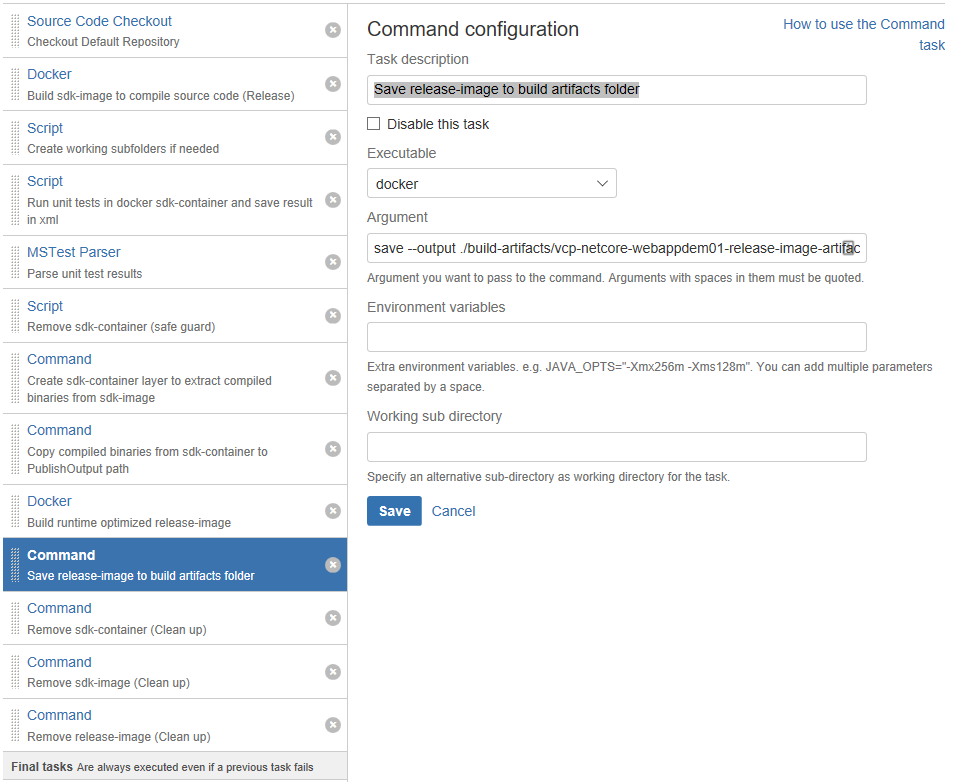 Source Code Checkout
Checkout Default Repository
Docker
Build sdk-image to compile source code (Release)
Script
Create working subfolders if needed
Script
Run unit tests in docker sdk-container and save result
in xml
MSTest Parser
Parse unit test results
Script
Remove sdk-container (safe guard)
Command
Create sdk-container layer to extract compiled
binaries from sdk-image
Command
Copy compiled binaries from sdk-container to
PublishOutput path
Docker
Build runtime optimized release-image
Command
Save release-image to build artifacts folder
Command
Remove sdk-container (Clean up)
Command
Remove sdk-image (Clean up)
Command
Remove release-image (Clean up)
Final tasks Are always executed even if a previous task fails
Command configuration
How to use the Command
task
Task description
Save release-image to build artifacts folder
Disable this task
Executable
docker
Argument
save --output ./build-artifacts/vcp-netcore-webappdem01-release-image-artifac
Argument you want to pass to the command. Arguments with spaces in them must be quoted.
Environment variables
Extra environment variables. e.g. JAVA_OPTS="-Xmx256m -Xms128m". You can add multiple parameters
separated by a space.
Working sub directory
Specify an alternative sub-directory as working directory for the task.
Save
Cancel